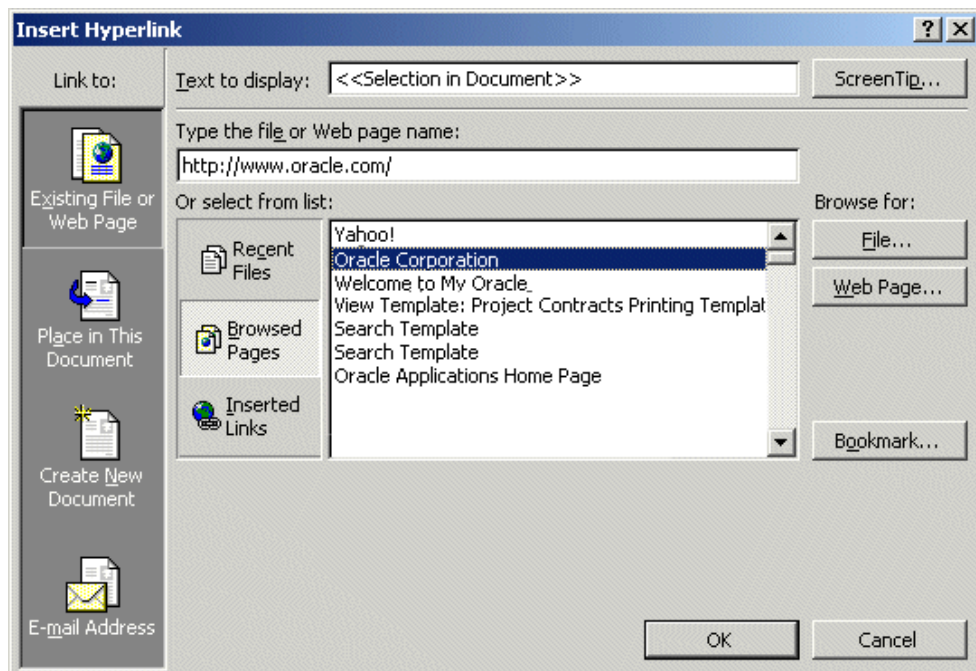 Insert Hyperlink
Link to:
Text to display:
<<Selection in Document>>
ScreenTip...
Type the file or Web page name:
http://www.oracle.com/
Existing File or
Web Page
Or select from list:
Browse for:
Recent
Files
Yahoo!
Oracle Corporation
Welcome to My Oracle_
View Template: Project Contracts Printing Templat
Search Template
Search Template
Oracle Applications Home Page
File...
Web Page...
Place in This
Document
Browsed
Pages
Inserted
Links
Bookmark...
Create New
Document
E-mail Address
OK
Cancel